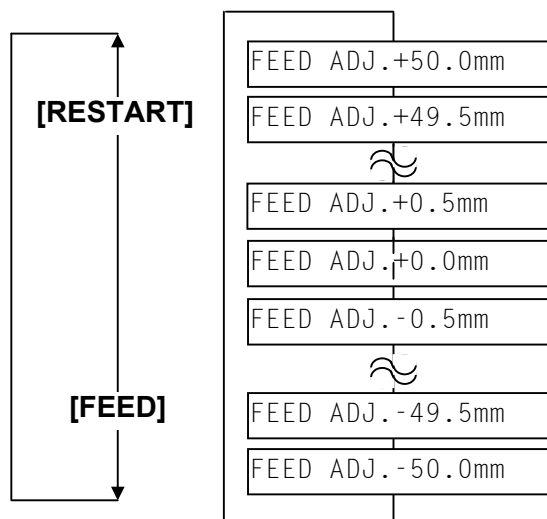 FEED ADJ.+50.0mm
[RESTART]
FEED ADJ.+49.5mm
FEED ADJ.+0.5mm
FEED ADJ.+0.0mm
FEED ADJ.-0.5mm
[FEED]
FEED ADJ.-49.5mm
FEED ADJ.-50.0mm